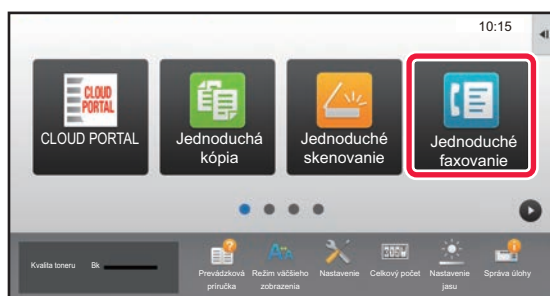 10:15
CLOUD
PORTAL
CLOUD PORTAL
Jednoduchá
kópia
Jednoduché
skenovanie
Jednoduché
faxovanie
Kvalita toneru
Bk
Prevádzková
príručka
Režim väčšieho
zobrazenia
Nastavenie
Celkový počet
Nastavenie
jasu
Správa úlohy